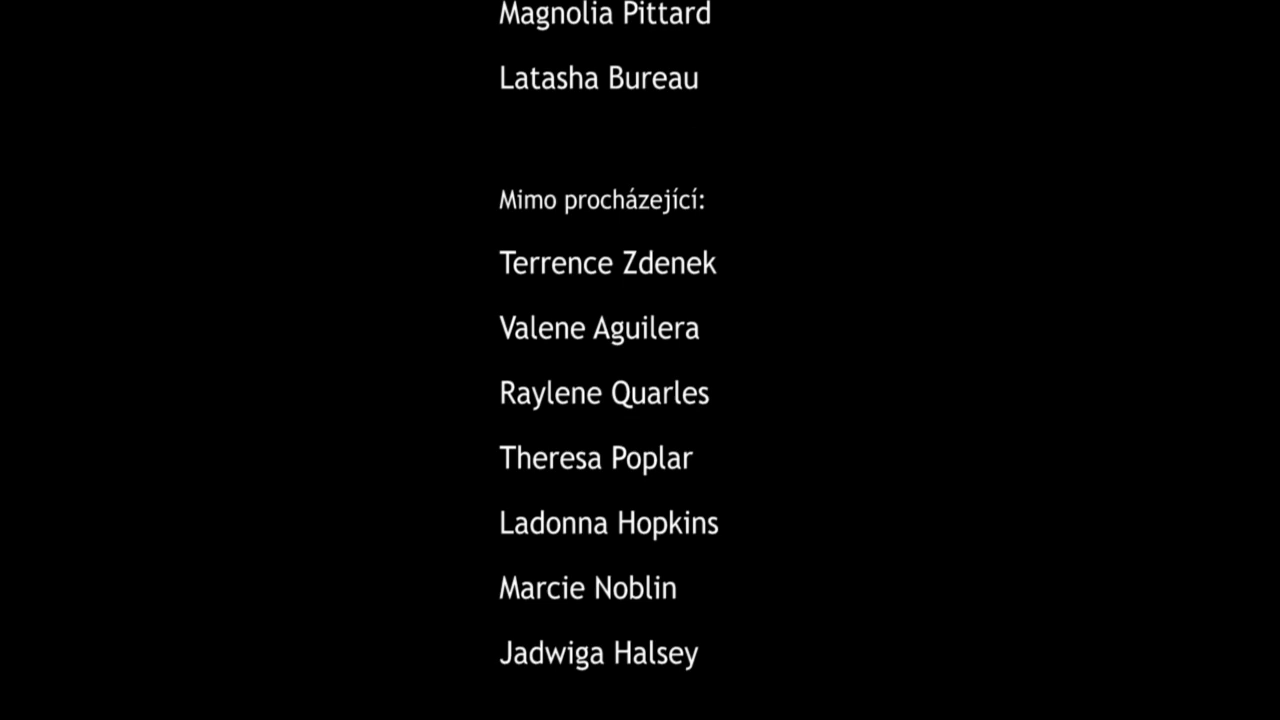 Magnolia Pittard
Latasha Bureau
Mimo procházející:
Terrence Zdenek
Valene Aguilera
Raylene Quarles
Theresa Poplar
Ladonna Hopkins
Marcie Noblin
Jadwiga Halsey